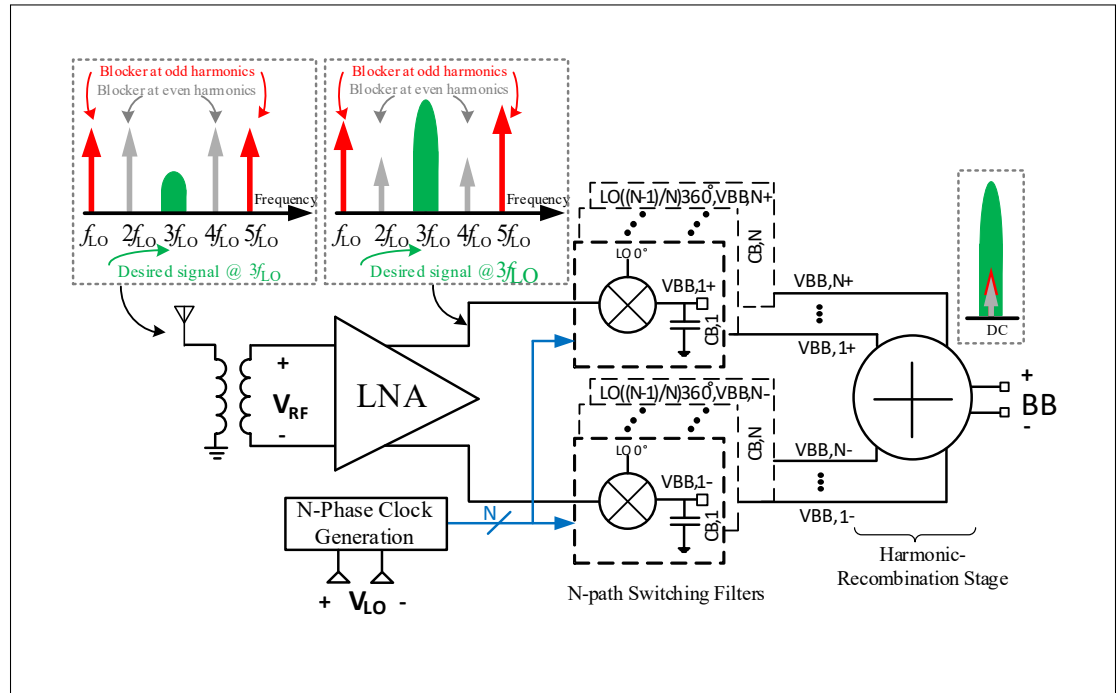 Blocker at odd harmonics
Blocker at even harmonics
Frequency
fLO 2fLO 3fLO 4fLO 5fLO
Desired signal @ 3fLO
Blocker at odd harmonics
Blocker at even harmonics
Frequency
fLO 2fLO 3fLO 4fLO 5fLO
Desired signal @ 3fLO
LO((N-1)/N)360°,VBB,N+
CB,N
LO 0°
VBB,1+
CB,1
VBB,N+
VBB,1+
DC
+
VRF
-
LNA
LO((N-1)/N)360°,VBB,N-
CB,N
LO 0°
VBB,1-
CB,1
VBB,N-
VBB,1-
+
BB
-
N-Phase Clock
Generation
N
+ VLO -
N-path Switching Filters
Harmonic-
Recombination Stage